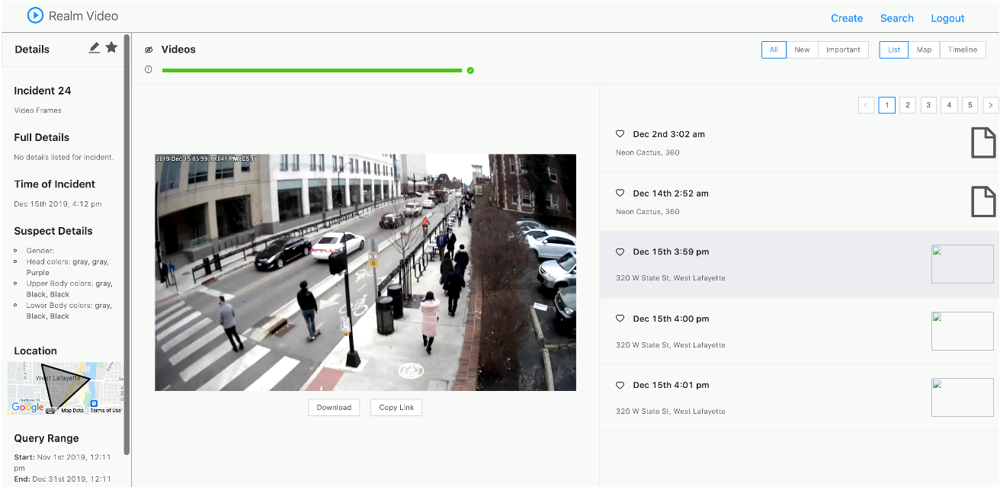 Realm Video
Create Search Logout
Details
Incident 24
Video Frames
Full Details
No details listed for incident.
Time of Incident
Dec 15th 2019, 4:12 pm
Suspect Details
Gender:
Head colors: gray, gray,
Purple
Upper Body colors: gray,
Black, Black
Lower Body colors: gray,
Black, Black
Location
West Lafayette
Harrison St
Google
Map Data
Terms of Use
Query Range
Start: Nov 1st 2019, 12:11
pm
End: Dec 31st 2019, 12:11
Videos
All New Important
List Map Timeline
2019-Dec-15 03:59:19.041 PM (EST)
Download Copy Link
< 1 2 3 4 5 >
Dec 2nd 3:02 am
Neon Cactus, 360
Dec 14th 2:52 am
Neon Cactus, 360
Dec 15th 3:59 pm
320 W State St, West Lafayette
Dec 15th 4:00 pm
320 W State St, West Lafayette
Dec 15th 4:01 pm
320 W State St, West Lafayette